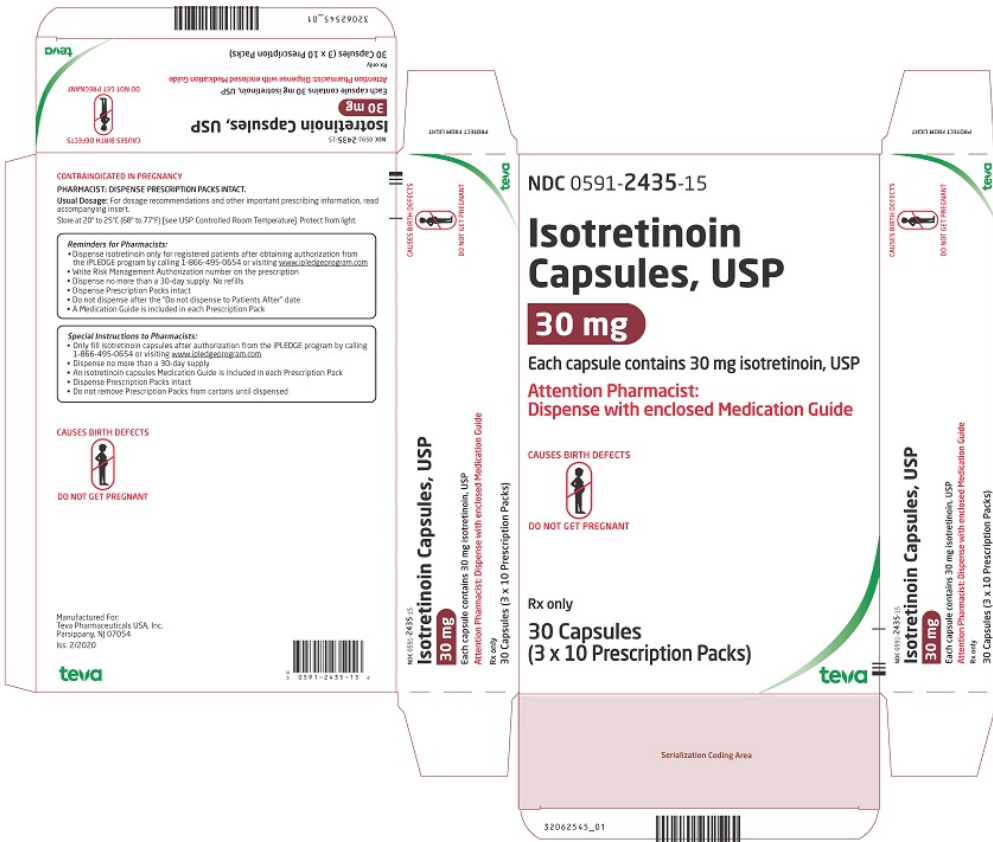 32062545_01
teva
30 Capsules (3 x 10 Prescription Packs)
Rx only
Attention Pharmacist: Dispense with enclosed Medication Guide
Each capsule contains 30 mg isotretinoin, USP
30 mg
Isotretinoin Capsules, USP
NDC 0591-2435-15
DO NOT GET PREGNANT
CAUSES BIRTH DEFECTS
CONTRAINDICATED IN PREGNANCY
PHARMACIST: DISPENSE PRESCRIPTION PACKS INTACT.
Usual Dosage: For dosage recommendations and other important prescribing information, read
accompanying insert.
Store at 20° to 25°C (68° to 77°F) [see USP Controlled Room Temperature]. Protect from light.
Reminders for Pharmacists:
• Dispense isotretinoin only for registered patients after obtaining authorization from
the iPLEDGE program by calling 1-866-495-0654 or visiting www.ipledgeprogram.com
• Write Risk Management Authorization number on the prescription
• Dispense no more than a 30-day supply. No refills
• Dispense Prescription Packs intact
• Do not dispense after the "Do not dispense to Patients After" date
• A Medication Guide is included in each Prescription Pack
Special Instructions to Pharmacists:
• Only fill isotretinoin capsules after authorization from the iPLEDGE program by calling
1-866-495-0654 or visiting www.ipledgeprogram.com
• Dispense no more than a 30-day supply
• An isotretinoin capsules Medication Guide is included in each Prescription Pack
• Dispense Prescription Packs intact
• Do not remove Prescription Packs from cartons until dispensed
CAUSES BIRTH DEFECTS
DO NOT GET PREGNANT
Manufactured For:
Teva Pharmaceuticals USA, Inc.
Parsippany, NJ 07054
Iss. 2/2020
teva
3 0591-2435-15 6
PROTECT FROM LIGHT
teva
CAUSES BIRTH DEFECTS
DO NOT GET PREGNANT
NDC 0591-2435-15
Isotretinoin Capsules, USP
30 mg
Each capsule contains 30 mg isotretinoin, USP
Attention Pharmacist: Dispense with enclosed Medication Guide
Rx only
30 Capsules (3 x 10 Prescription Packs)
NDC 0591-2435-15
Isotretinoin
Capsules, USP
30 mg
Each capsule contains 30 mg isotretinoin, USP
Attention Pharmacist:
Dispense with enclosed Medication Guide
CAUSES BIRTH DEFECTS
DO NOT GET PREGNANT
Rx only
30 Capsules
(3 x 10 Prescription Packs)
teva
Serialization Coding Area
32062545_01
PROTECT FROM LIGHT
teva
CAUSES BIRTH DEFECTS
DO NOT GET PREGNANT
NDC 0591-2435-15
Isotretinoin Capsules, USP
30 mg
Each capsule contains 30 mg isotretinoin, USP
Attention Pharmacist: Dispense with enclosed Medication Guide
Rx only
30 Capsules (3 x 10 Prescription Packs)